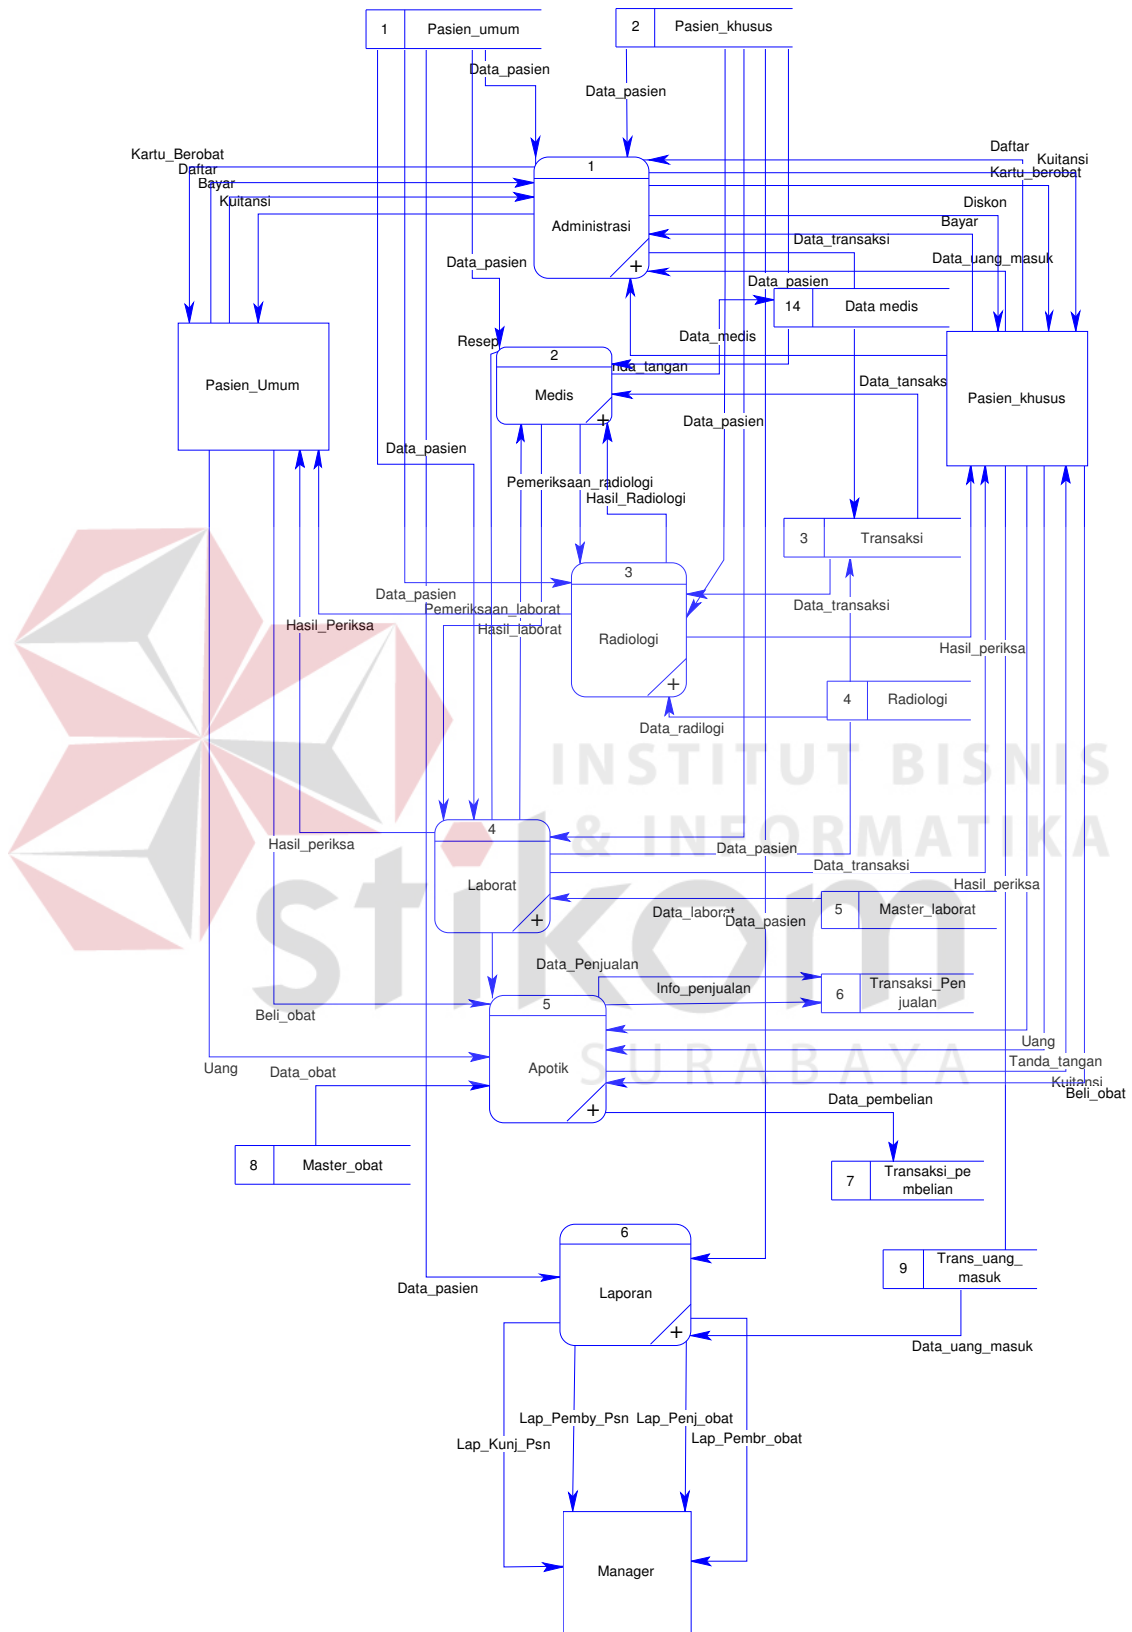 1 Pasien_umum
2 Pasien_khusus
Data_pasien
Data_pasien
Kartu_Berobat
Daftar
Bayar
Kuitansi
1
Administrasi
+
Daftar
Kuitansi
Kartu_berobat
Diskon
Bayar
Data_transaksi
Data_uang_masuk
Data_pasien
Data_pasien
14 Data medis
Data_medis
Resep
2
Medis
+
nda_tangan
Pasien_Umum
Data_tansaks
Pasien_khusus
Data_pasien
Data_pasien
Pemeriksaan_radiologi
Hasil_Radiologi
3 Transaksi
3
Radiologi
+
Data_pasien
Pemeriksaan_laborat
Hasil_laborat
Hasil_Periksa
Data_transaksi
Hasil_periksa
4 Radiologi
Data_radilogi
INSTITUT BISNIS
& INFORMATIKA
stikom
SURABAYA
4
Laborat
+
Hasil_periksa
Data_pasien
Data_transaksi
Hasil_periksa
Data_laborat
Data_pasien
5 Master_laborat
Data_Penjualan
Info_penjualan
6 Transaksi_Pen
jualan
5
Apotik
+
Beli_obat
Uang
Data_obat
Uang
Tanda_tangan
Kuitansi
Beli_obat
Data_pembelian
8 Master_obat
7 Transaksi_pe
mbelian
6
Laporan
+
Data_pasien
9 Trans_uang_
masuk
Data_uang_masuk
Lap_Pemby_Psn
Lap_Penj_obat
Lap_Kunj_Psn
Lap_Pembr_obat
Manager